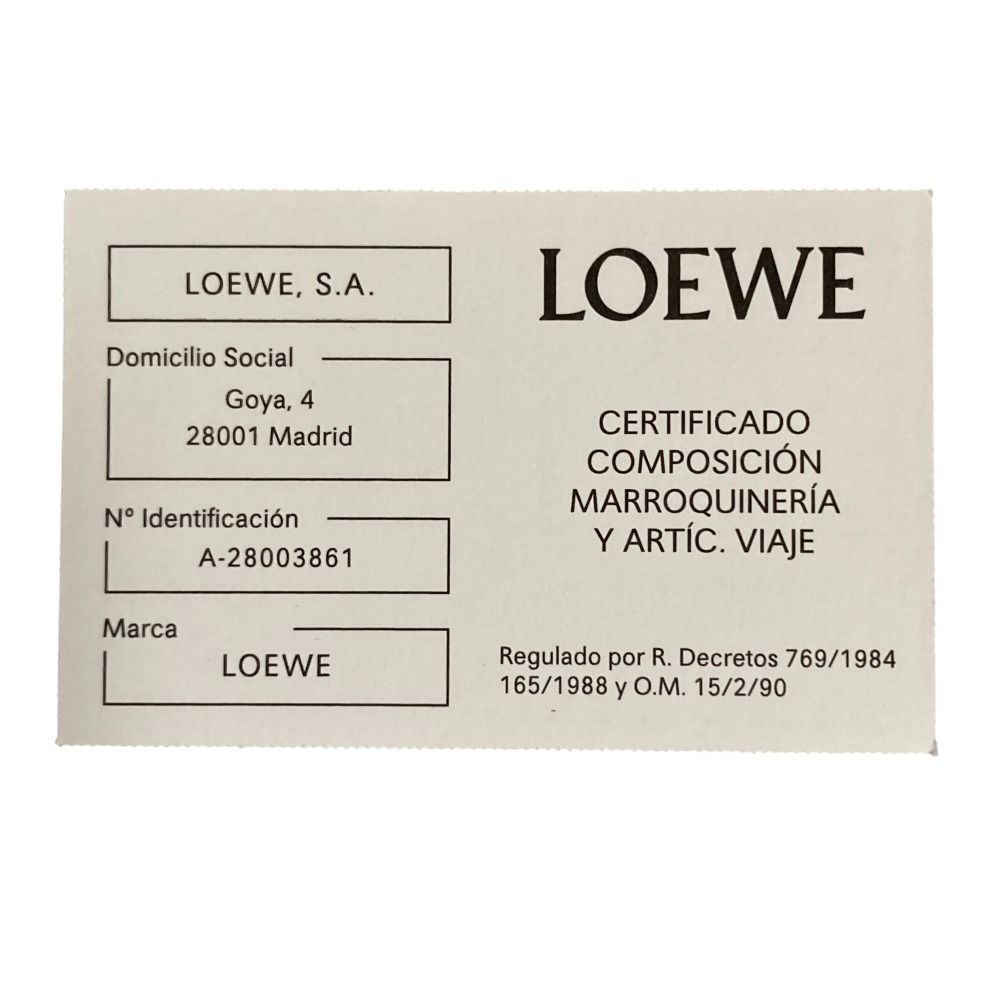 LOEWE, S.A.
Domicilio Social
Goya, 4
28001 Madrid
Nº Identificación
A-28003861
Marca
LOEWE
LOEWE
CERTIFICADO
COMPOSICIÓN
MARROQUINERÍA
Y ARTÍC. VIAJE
Regulado por R. Decretos 769/1984
165/1988 y O.M. 15/2/90